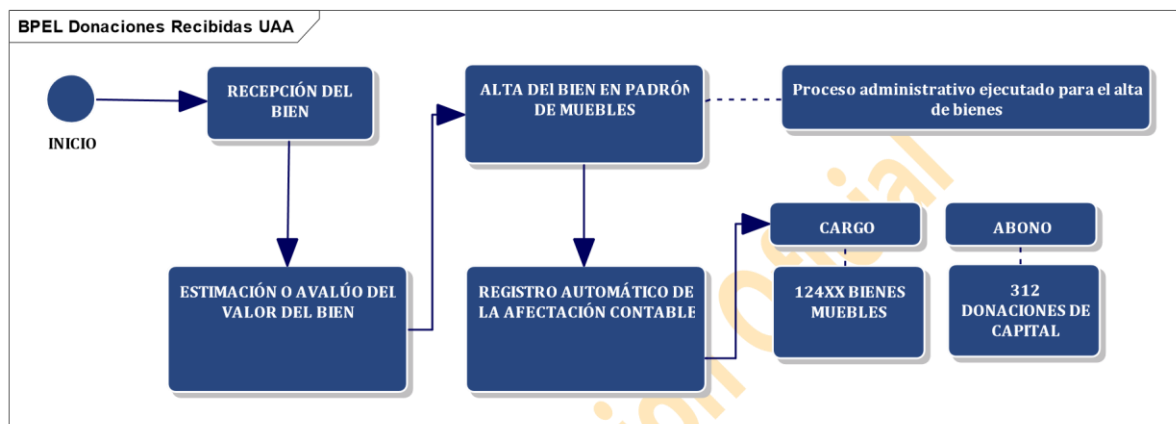 BPEL Donaciones Recibidas UAA
INICIO
RECEPCIÓN DEL
BIEN
ESTIMACIÓN O AVALÚO DEL
VALOR DEL BIEN
ALTA DEl BIEN EN PADRÓN
DE MUEBLES
Proceso administrativo ejecutado para el alta
de bienes
REGISTRO AUTOMÁTICO DE
LA AFECTACIÓN CONTABLE
CARGO
124XX BIENES
MUEBLES
ABONO
312
DONACIONES DE
CAPITAL
Oficial